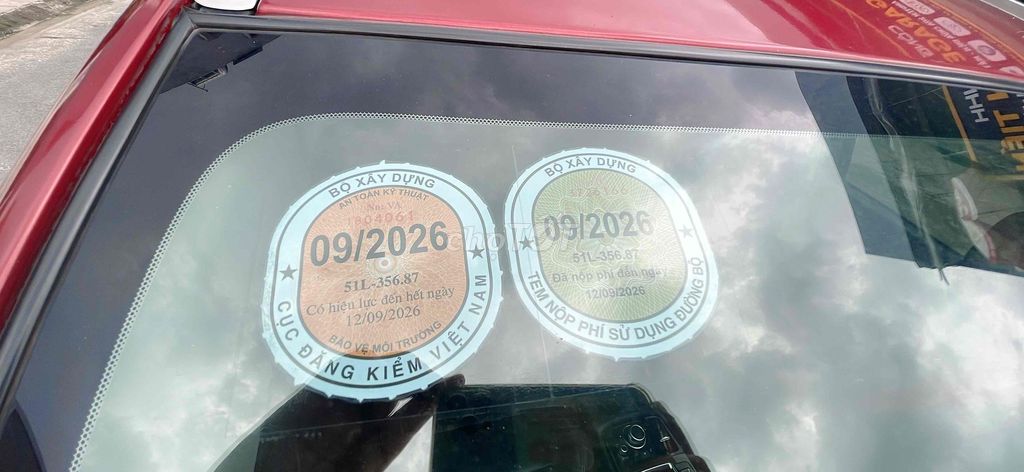 BỘ XÂY DỰNG
AN TOÀN KỸ THUẬT
09/2026
51L-356.87
Có hiệu lực đến hết ngày
12/09/2026
BẢO VỆ MÔI TRƯỜNG
CỤC ĐĂNG KIỂM VIỆT NAM
BỘ XÂY DỰNG
09/2026
51L-356.87
Đã nộp phí đến ngày
12/09/2026
TEM NỘP PHÍ SỬ DỤNG ĐƯỜNG BỘ
GARAGE